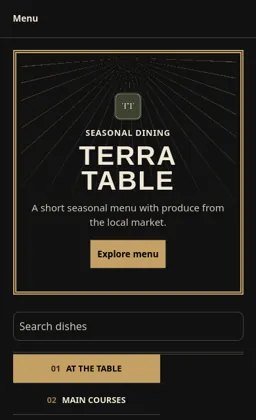 Menu
TT
SEASONAL DINING
TERRA
TABLE
A short seasonal menu with produce from
the local market.
Explore menu
Search dishes
01 AT THE TABLE
02 MAIN COURSES